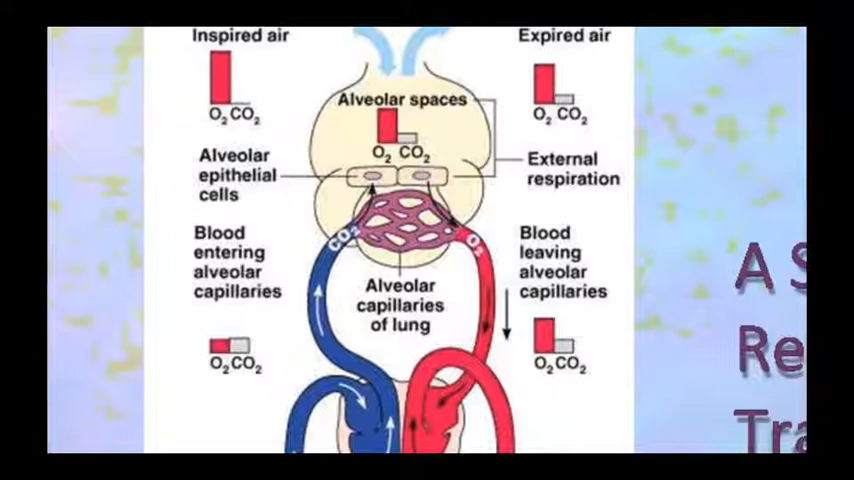 Inspired air
Expired air
O2 CO2
O2 CO2
Alveolar spaces
O2 CO2
Alveolar
epithelial
cells
External
respiration
CO2
O2
Blood
entering
alveolar
capillaries
Blood
leaving
alveolar
capillaries
Alveolar
capillaries
of lung
O2 CO2
O2 CO2
A S
Re
Tra